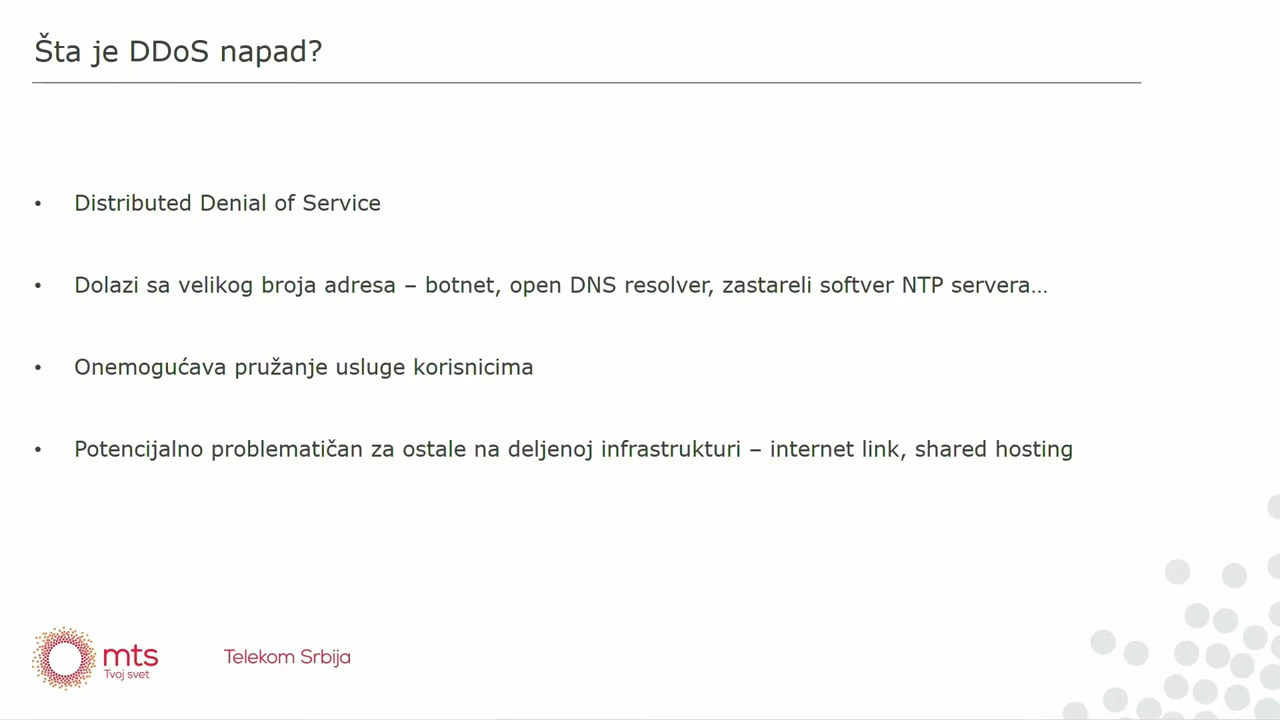 Šta je DDoS napad?
• Distributed Denial of Service
• Dolazi sa velikog broja adresa – botnet, open DNS resolver, zastareli softver NTP servera…
• Onemogućava pružanje usluge korisnicima
• Potencijalno problematičan za ostale na deljenoj infrastrukturi – internet link, shared hosting
mts
Tvoj svet
Telekom Srbija